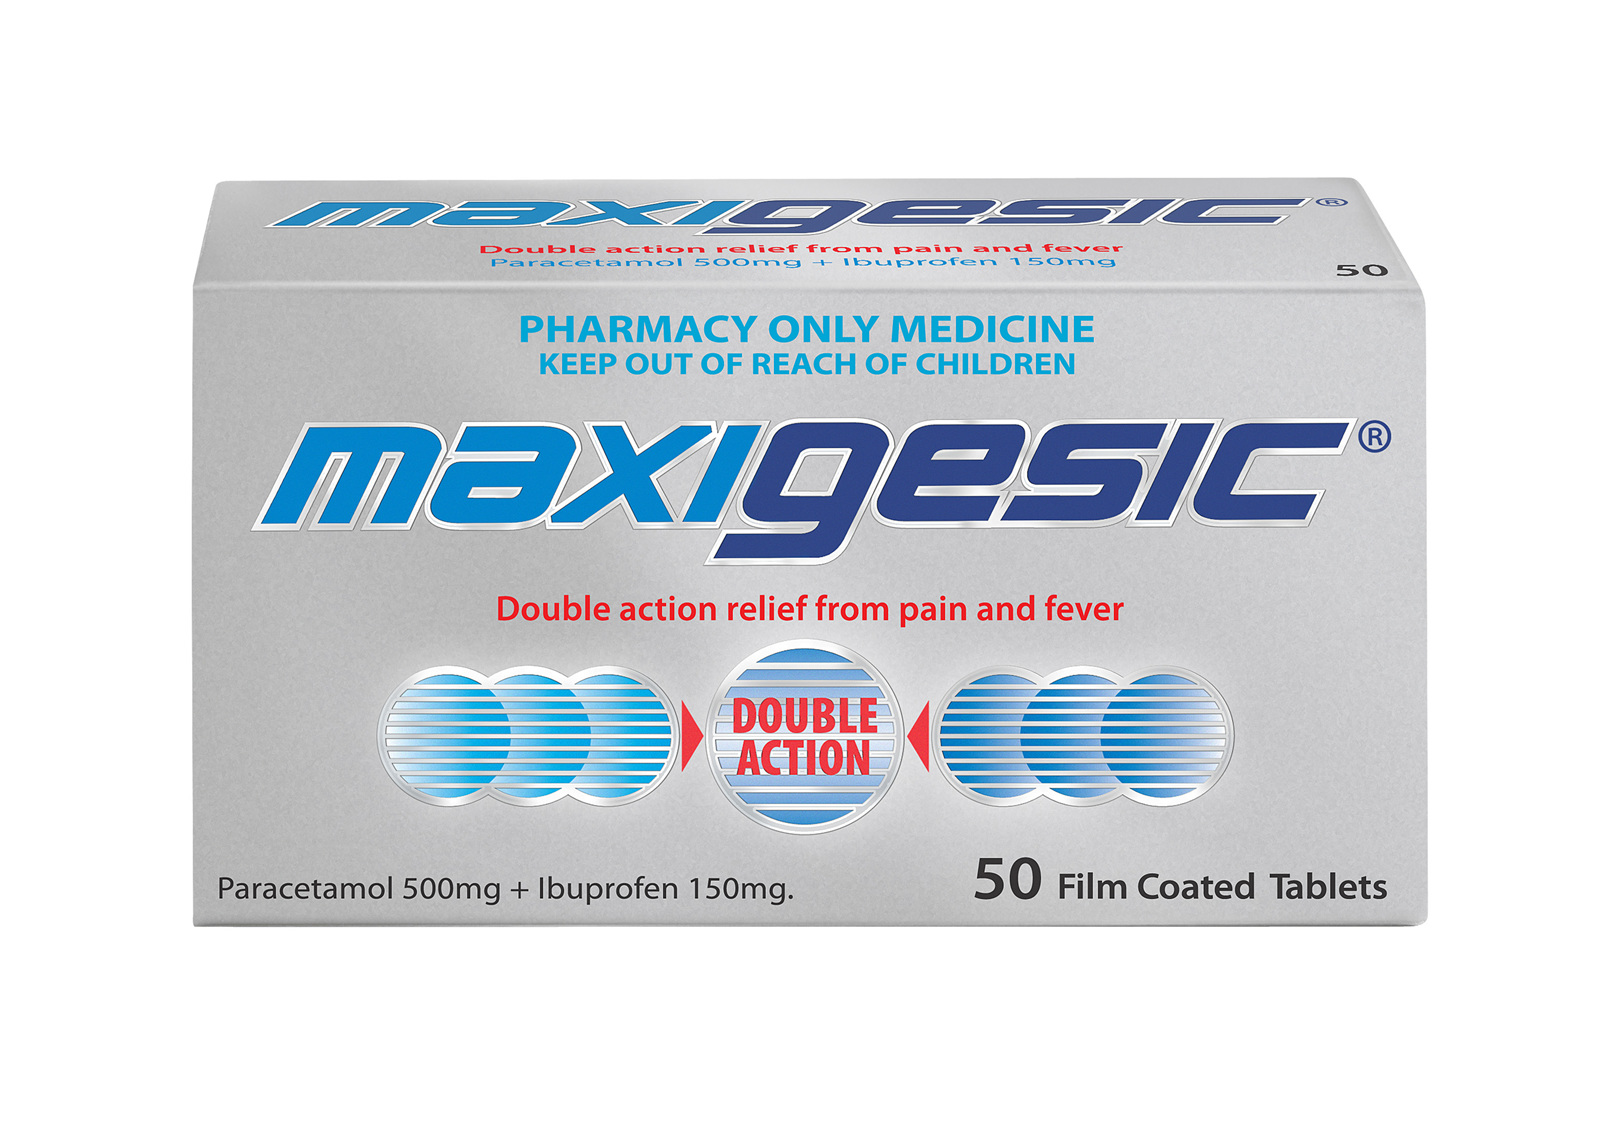 maxigesic®
Double action relief from pain and fever
Paracetamol 500mg + Ibuprofen 150mg
50
PHARMACY ONLY MEDICINE
KEEP OUT OF REACH OF CHILDREN
maxigesic®
Double action relief from pain and fever
DOUBLE
ACTION
Paracetamol 500mg + Ibuprofen 150mg.
50 Film Coated Tablets